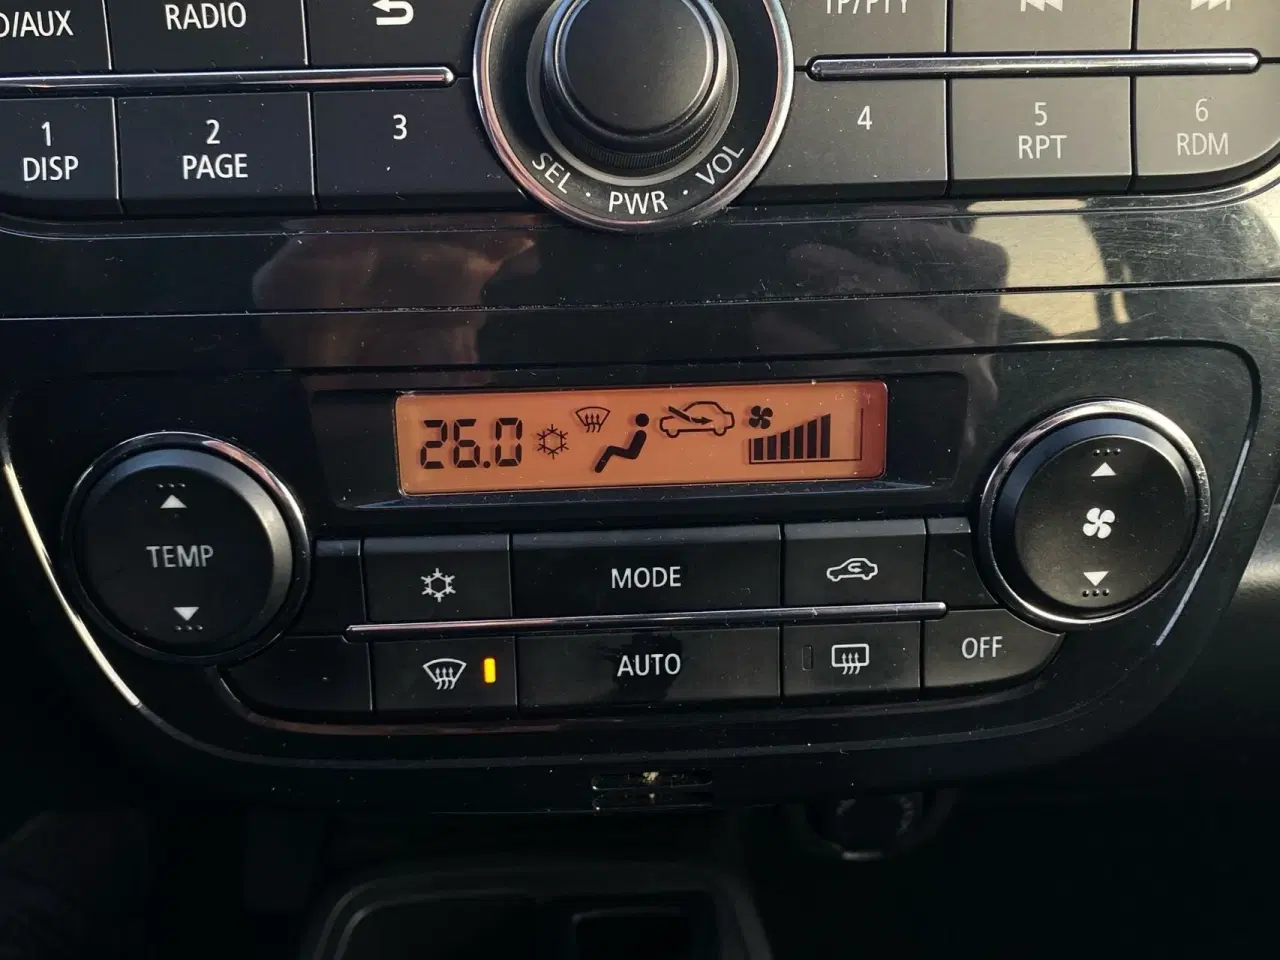 D/AUX
RADIO
TP/PTY
1
DISP
2
PAGE
3
4
5
RPT
6
RDM
SEL · PWR · VOL
26.0
TEMP
MODE
AUTO
OFF